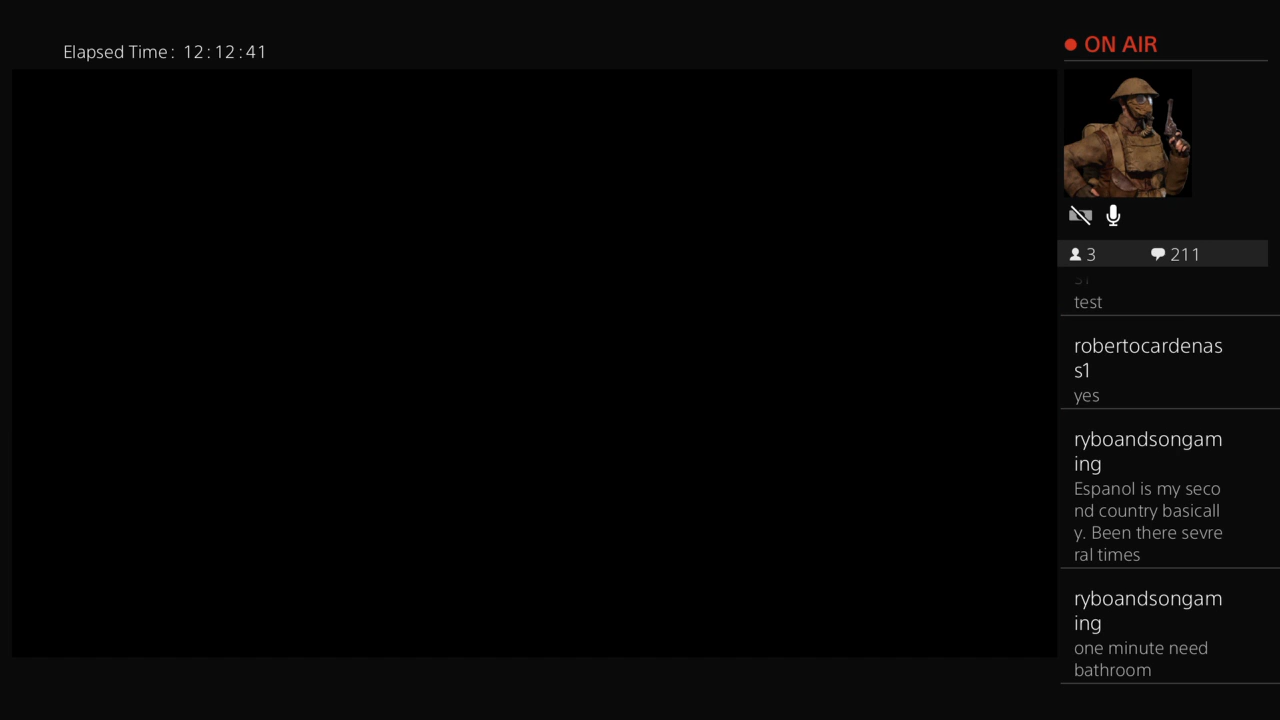 Elapsed Time: 12:12:41
ON AIR
3 211
test
robertocardenas
s1
yes
ryboandsongam
ing
Espanol is my seco
nd country basicall
y. Been there sevre
ral times
ryboandsongam
ing
one minute need
bathroom